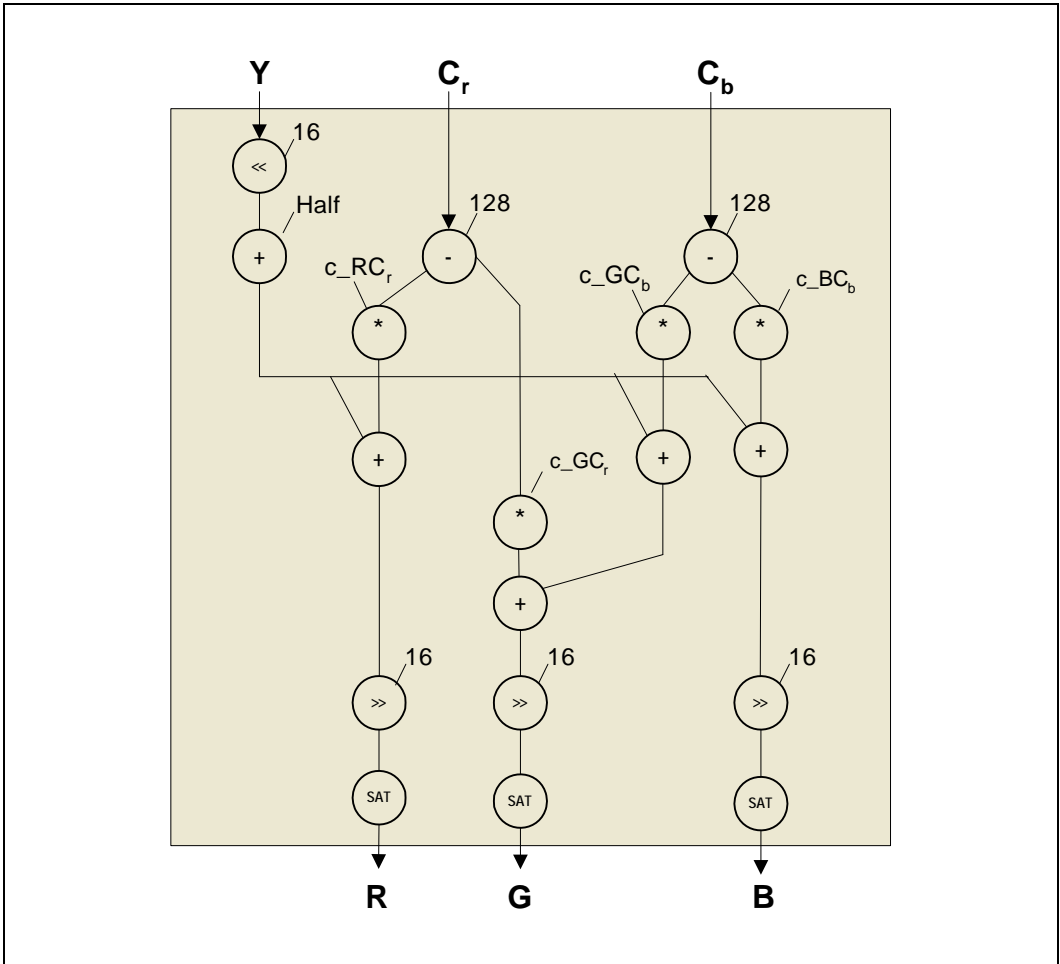 Y
Cr
Cb
16
<<
Half
+
128
-
128
-
c_RCr
*
c_GCb
*
c_BCb
*
+
+
+
c_GCr
*
+
16
>>
16
>>
16
>>
SAT
SAT
SAT
R
G
B